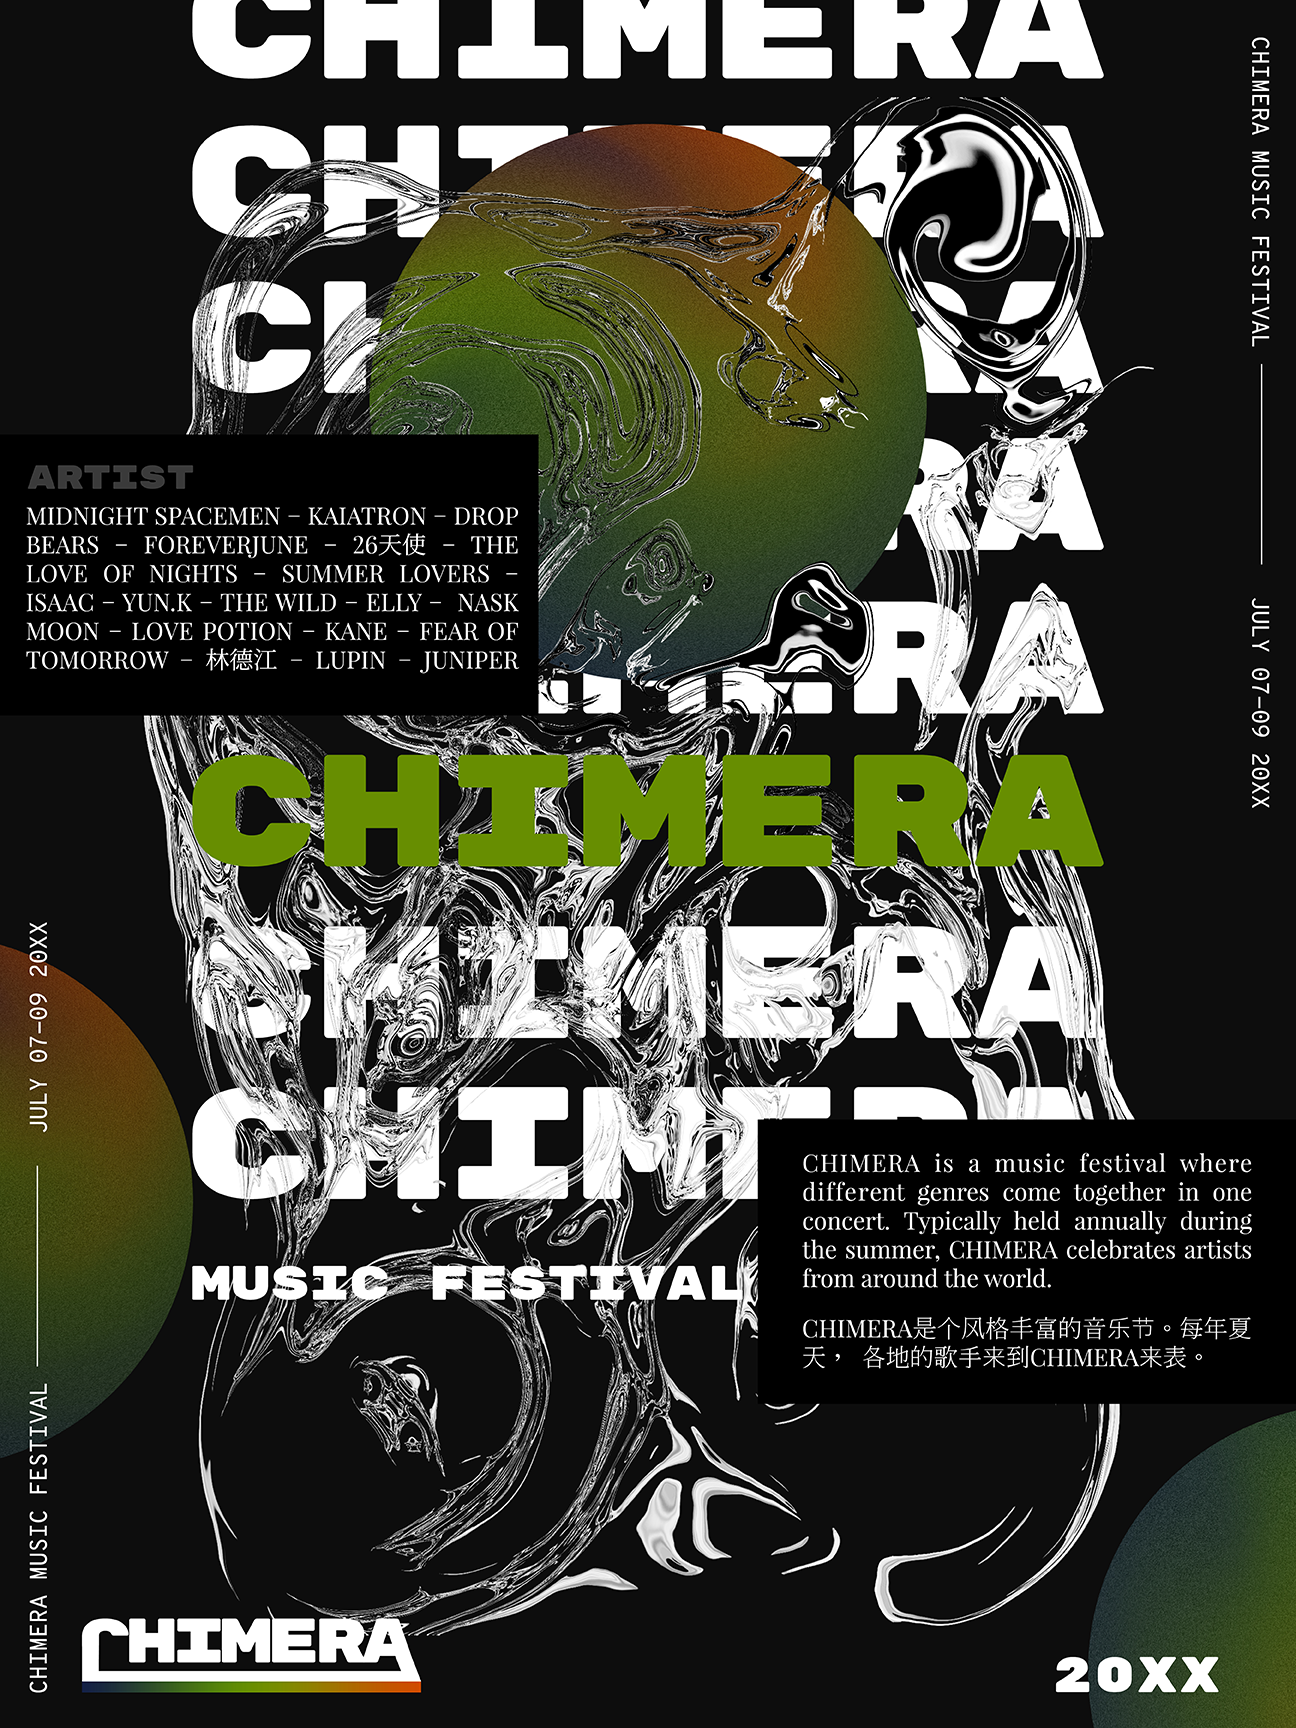 CHIMERA
CHIMERA
CHIMERA
CHIMERA
CHIMERA
CHIMERA
CHIMERA
CHIMERA
MUSIC FESTIVAL
CHIMERA MUSIC FESTIVAL
JULY 07-09 20XX
ARTIST
MIDNIGHT SPACEMEN – KAIATRON – DROP
BEARS – FOREVERJUNE – 26天使 – THE
LOVE OF NIGHTS – SUMMER LOVERS –
ISAAC – YUN.K – THE WILD – ELLY – NASK
MOON – LOVE POTION – KANE – FEAR OF
TOMORROW – 林德江 – LUPIN – JUNIPER
CHIMERA is a music festival where
different genres come together in one
concert. Typically held annually during
the summer, CHIMERA celebrates artists
from around the world.
CHIMERA是个风格丰富的音乐节。每年夏
天， 各地的歌手来到CHIMERA来表。
CHIMERA MUSIC FESTIVAL
JULY 07-09 20XX
CHIMERA
20XX